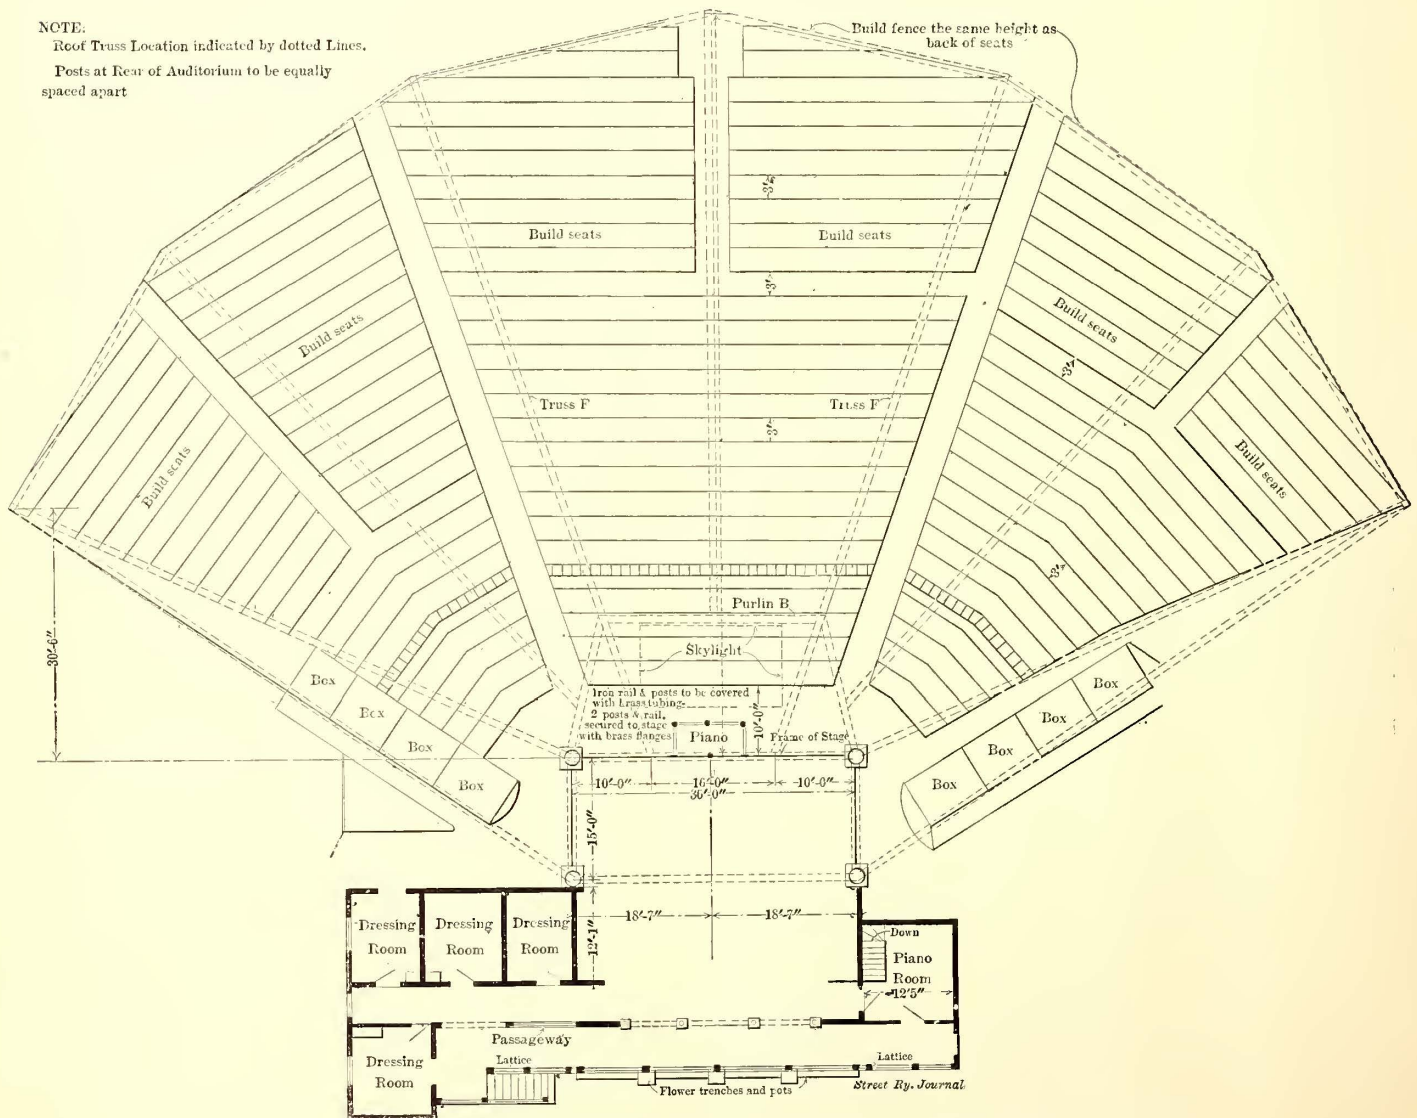 NOTE:
Roof Truss Location indicated by dotted Lines.
Posts at Rear of Auditorium to be equally
spaced apart
Build fence the same height as
back of seats
Build seats
Build seats
Build seats
Build seats
Build seats
Build seats
3'
3'
3'
3'
Truss F
Truss F
Purlin B
Skylight
30'-6"
Box
Box
Box
Box
Box
Box
Box
Box
Iron rail & posts to be covered
with brass tubing.
2 posts & rail,
secured to stage
with brass flanges
Piano
10'-0"
Frame of Stage
10'-0"
16'-0"
10'-0"
36'-0"
15'-0"
18'-7"
18'-7"
12'-1"
Dressing
Room
Dressing
Room
Dressing
Room
Down
Piano
Room
12'5"
Passageway
Lattice
Lattice
Dressing
Room
Flower trenches and pots
Street Ry. Journal